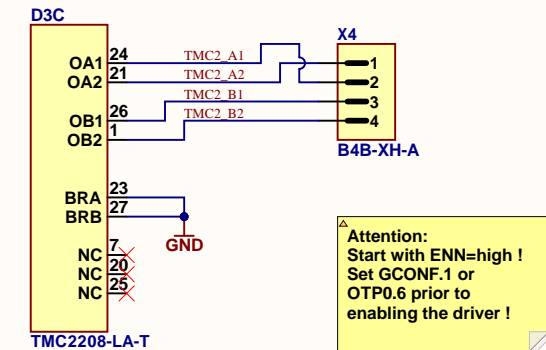 D3C
X4
OA1 24 TMC2_A1 1
OA2 21 TMC2_A2 2
OB1 26 TMC2_B1 3
OB2 1 TMC2_B2 4
B4B-XH-A
BRA 23
BRB 27
GND
NC 7
NC 20
NC 25
TMC2208-LA-T
Attention:
Start with ENN=high !
Set GCONF.1 or
OTP0.6 prior to
enabling the driver !